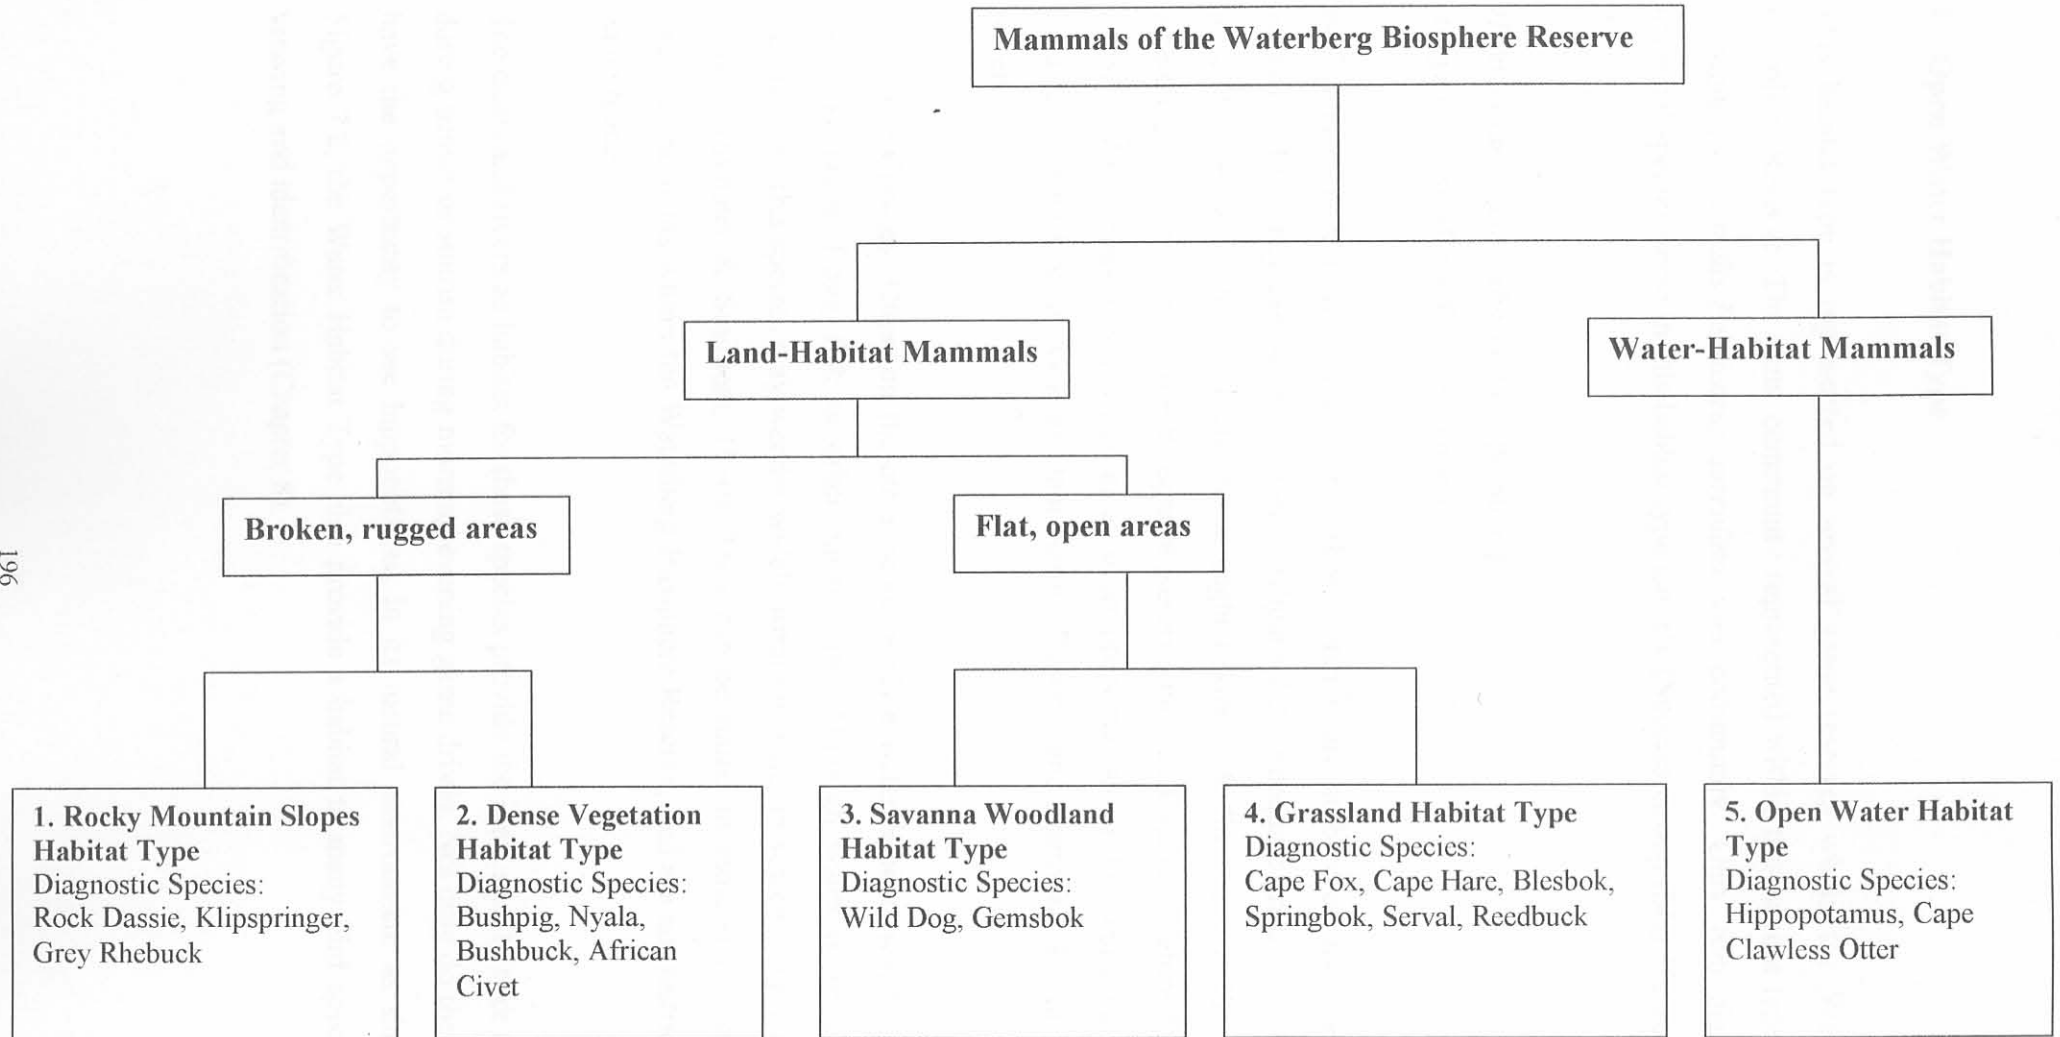 Mammals of the Waterberg Biosphere Reserve
Land-Habitat Mammals
Water-Habitat Mammals
Broken, rugged areas
Flat, open areas
1. Rocky Mountain Slopes
Habitat Type
Diagnostic Species:
Rock Dassie, Klipspringer,
Grey Rhebuck
2. Dense Vegetation
Habitat Type
Diagnostic Species:
Bushpig, Nyala,
Bushbuck, African
Civet
3. Savanna Woodland
Habitat Type
Diagnostic Species:
Wild Dog, Gemsbok
4. Grassland Habitat Type
Diagnostic Species:
Cape Fox, Cape Hare, Blesbok,
Springbok, Serval, Reedbuck
5. Open Water Habitat
Type
Diagnostic Species:
Hippopotamus, Cape
Clawless Otter
196